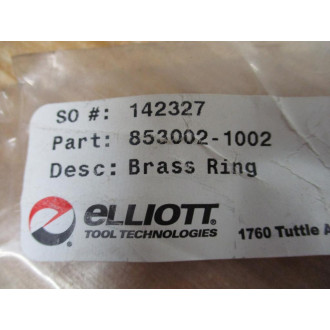 SO #: 142327
Part: 853002-1002
Desc: Brass Ring
eLLIOTT
TOOL TECHNOLOGIES
1760 Tuttle A